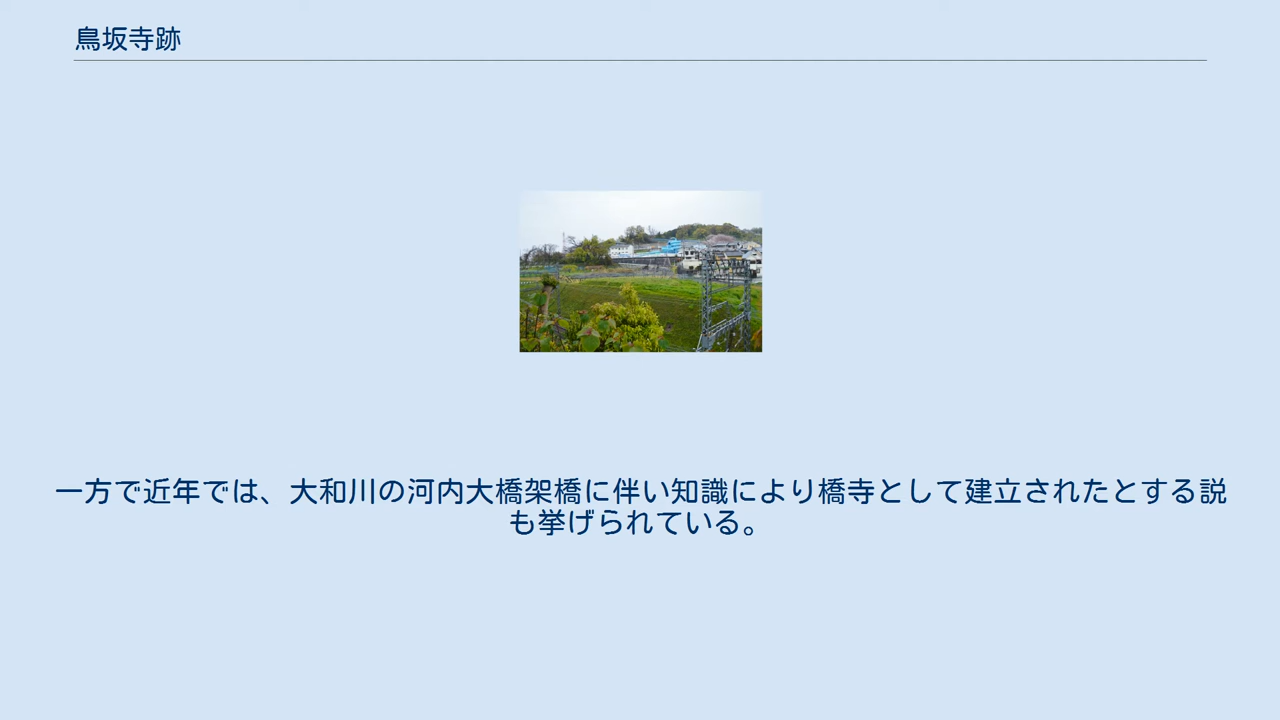 鳥坂寺跡
一方で近年では、大和川の河内大橋架橋に伴い知識により橋寺として建立されたとする説
も挙げられている。